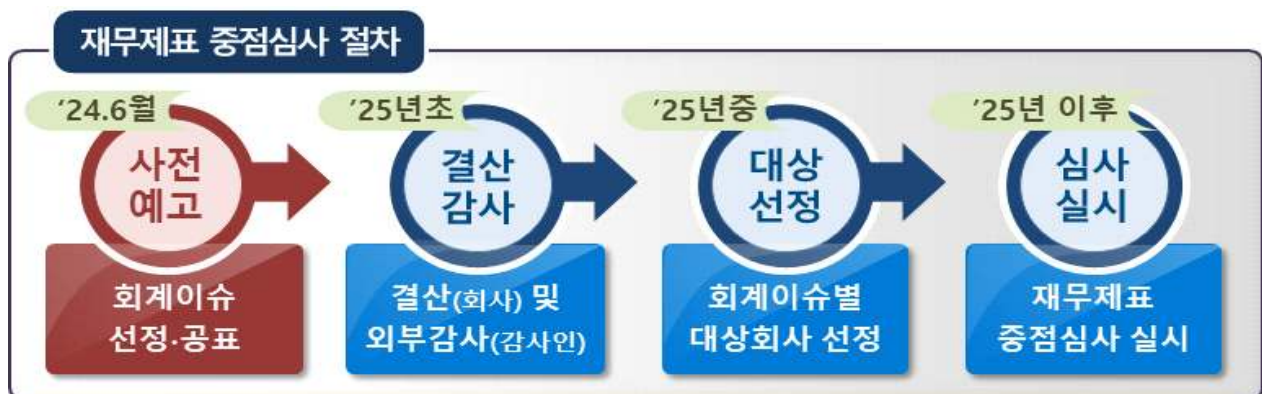 재무제표 중점심사 절차
'24.6월
사전
예고
회계이슈
선정·공표
'25년초
결산
감사
결산(회사) 및
외부감사(감사인)
'25년중
대상
선정
회계이슈별
대상회사 선정
'25년 이후
심사
실시
재무제표
중점심사 실시